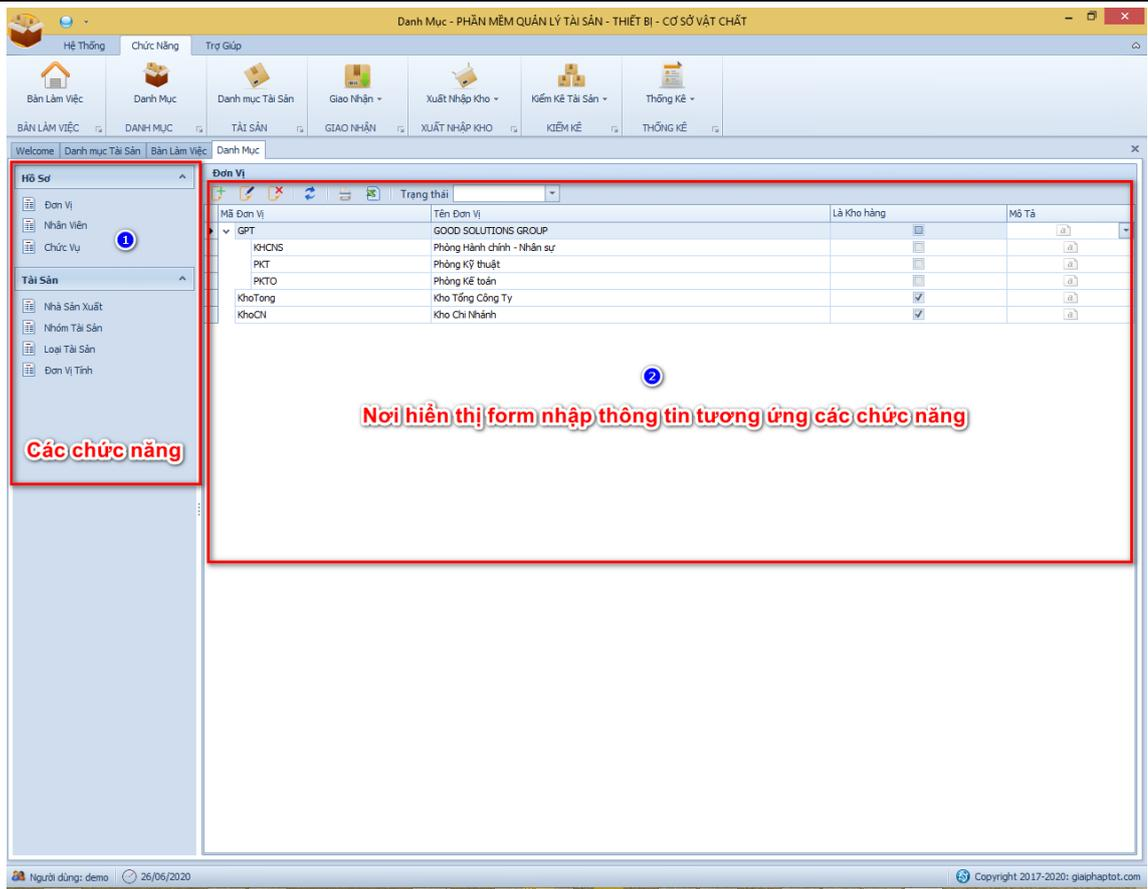 Danh Mục - PHẦN MỀM QUẢN LÝ TÀI SẢN - THIẾT BỊ - CƠ SỞ VẬT CHẤT
Hệ Thống Chức Năng Trợ Giúp
Bàn Làm Việc Danh Mục Danh mục Tài Sản Giao Nhận Xuất Nhập Kho Kiểm Kê Tài Sản Thống Kê
BÀN LÀM VIỆC DANH MỤC TÀI SẢN GIAO NHẬN XUẤT NHẬP KHO KIỂM KÊ THỐNG KÊ
Welcome Danh mục Tài Sản Bàn Làm Việc Danh Mục
Hồ Sơ
Đơn Vị
Nhân Viên
Chức Vụ
1
Tài Sản
Nhà Sản Xuất
Nhóm Tài Sản
Loại Tài Sản
Đơn Vị Tính
Các chức năng
Đơn Vị
Trạng thái
Mã Đơn Vị Tên Đơn Vị Là Kho hàng Mô Tả
GPT GOOD SOLUTIONS GROUP
KHCNS Phòng Hành chính - Nhân sự
PKT Phòng Kỹ thuật
PKTO Phòng Kế toán
KhoTong Kho Tổng Công Ty
KhoCN Kho Chi Nhánh
2
Nơi hiển thị form nhập thông tin tương ứng các chức năng
Người dùng: demo 26/06/2020 Copyright 2017-2020: giaiphaptot.com